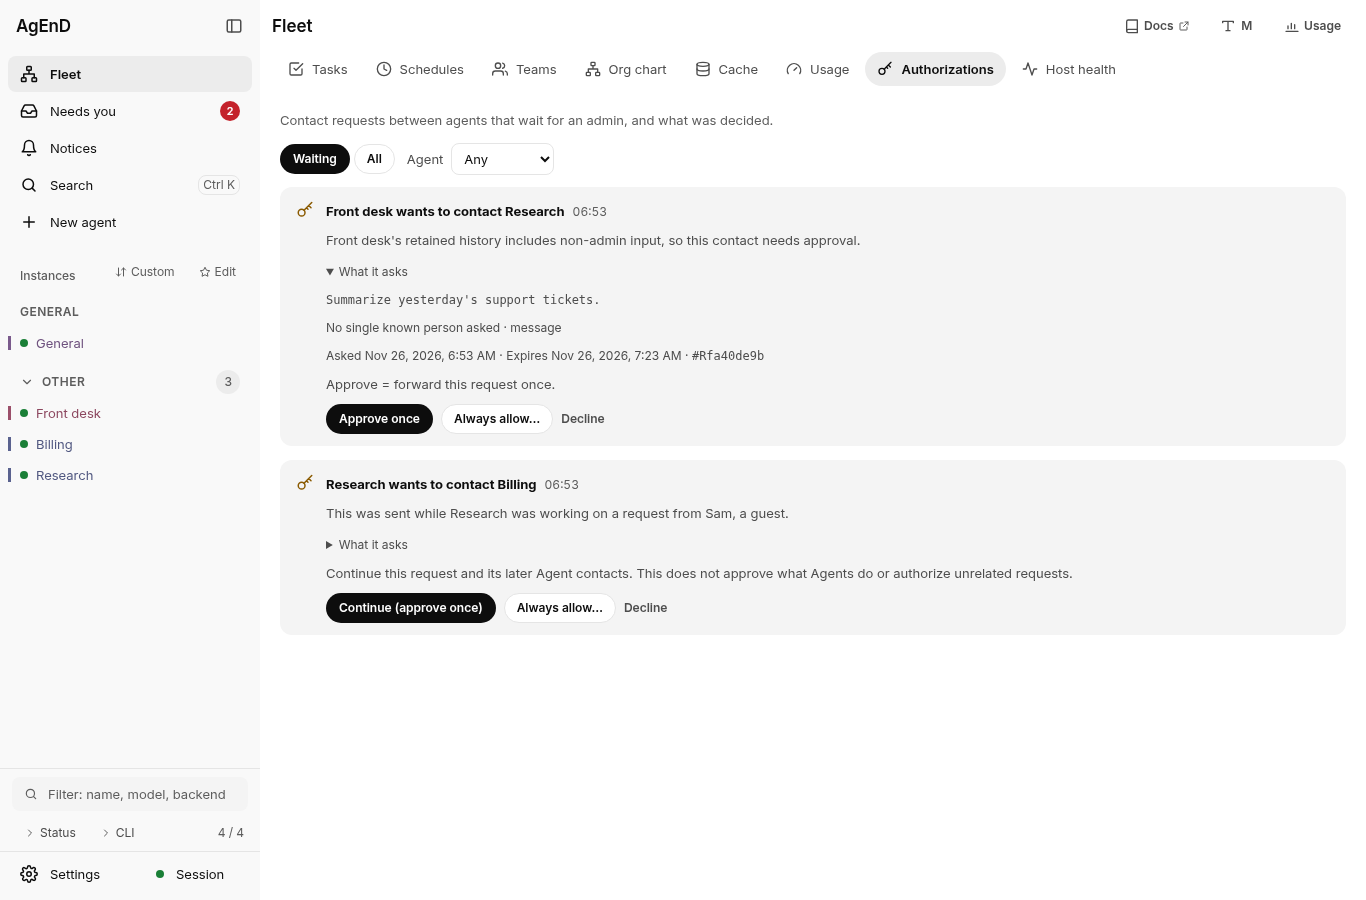 AgEnD
Fleet
Needs you
2
Notices
Search
Ctrl K
New agent
Instances
Custom
Edit
GENERAL
General
OTHER
3
Front desk
Billing
Research
Filter: name, model, backend
Status
CLI
4 / 4
Settings
Session
Fleet
Docs
M
Usage
Tasks
Schedules
Teams
Org chart
Cache
Usage
Authorizations
Host health
Contact requests between agents that wait for an admin, and what was decided.
Waiting
All
Agent
Any
Front desk wants to contact Research 06:53
Front desk's retained history includes non-admin input, so this contact needs approval.
What it asks
Summarize yesterday's support tickets.
No single known person asked · message
Asked Nov 26, 2026, 6:53 AM · Expires Nov 26, 2026, 7:23 AM · #Rfa40de9b
Approve = forward this request once.
Approve once
Always allow...
Decline
Research wants to contact Billing 06:53
This was sent while Research was working on a request from Sam, a guest.
What it asks
Continue this request and its later Agent contacts. This does not approve what Agents do or authorize unrelated requests.
Continue (approve once)
Always allow...
Decline